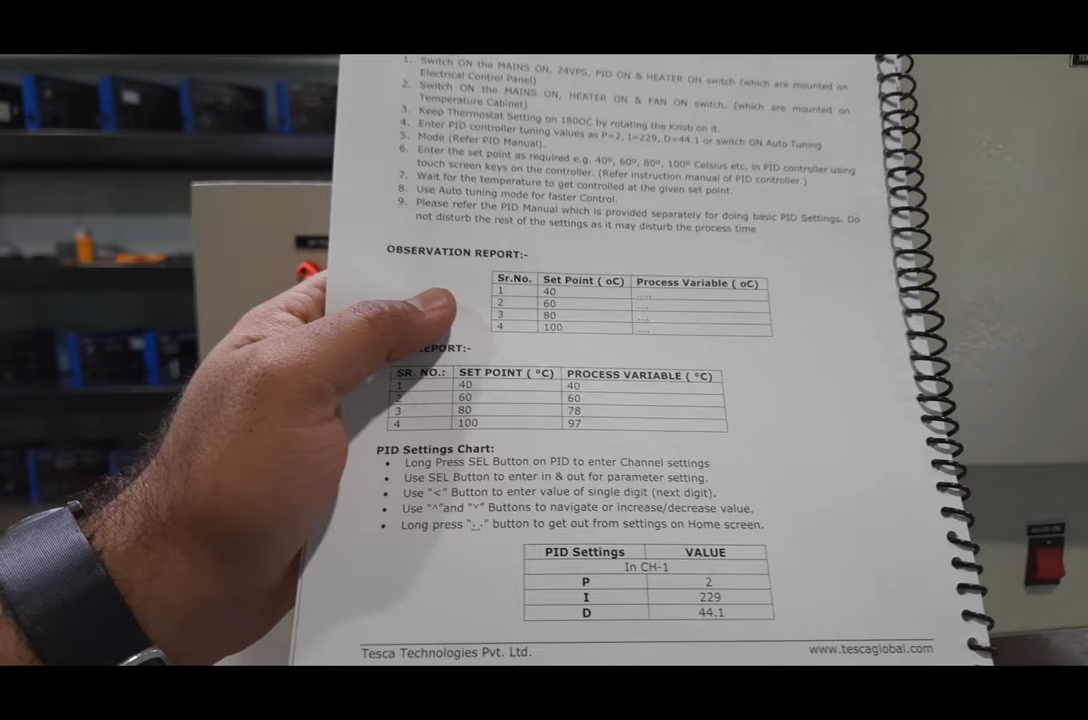 1. Switch ON the MAINS ON, 24VPS, PID ON & HEATER ON switch (which are mounted on
Electrical Control Panel)
2. Switch ON the MAINS ON, HEATER ON & FAN ON switch. (which are mounted on
Temperature Cabinet)
3. Keep Thermostat Setting on 180OC by rotating the Knob on it.
4. Enter PID controller tuning values as P=2, I=229, D=44.1 or switch ON Auto Tuning
5. Mode (Refer PID Manual).
6. Enter the set point as required e.g. 40º, 60º, 80º, 100º Celsius etc. in PID controller using
touch screen keys on the controller. (Refer instruction manual of PID controller.)
7. Wait for the temperature to get controlled at the given set point.
8. Use Auto tuning mode for faster Control.
9. Please refer the PID Manual which is provided separately for doing basic PID Settings. Do
not disturb the rest of the settings as it may disturb the process time
OBSERVATION REPORT:-
Sr.No. Set Point ( oC) Process Variable ( oC)
1 40 .....
2 60 ....
3 80 ....
4 100 ....
EPORT:-
SR. NO.: SET POINT ( °C) PROCESS VARIABLE ( °C)
1 40 40
2 60 60
3 80 78
4 100 97
PID Settings Chart:
• Long Press SEL Button on PID to enter Channel settings
• Use SEL Button to enter in & out for parameter setting.
• Use "<" Button to enter value of single digit (next digit).
• Use "^"and "˅" Buttons to navigate or increase/decrease value.
• Long press "" button to get out from settings on Home screen.
PID Settings VALUE
In CH-1
P 2
I 229
D 44.1
Tesca Technologies Pvt. Ltd. www.tescaglobal.com